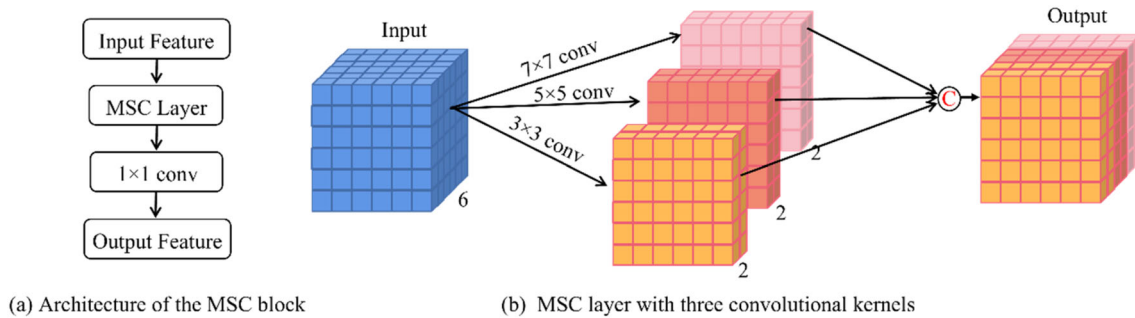 Input Feature
MSC Layer
1×1 conv
Output Feature
(a) Architecture of the MSC block
Input
6
7×7 conv
5×5 conv
3×3 conv
2
2
2
C
Output
(b) MSC layer with three convolutional kernels